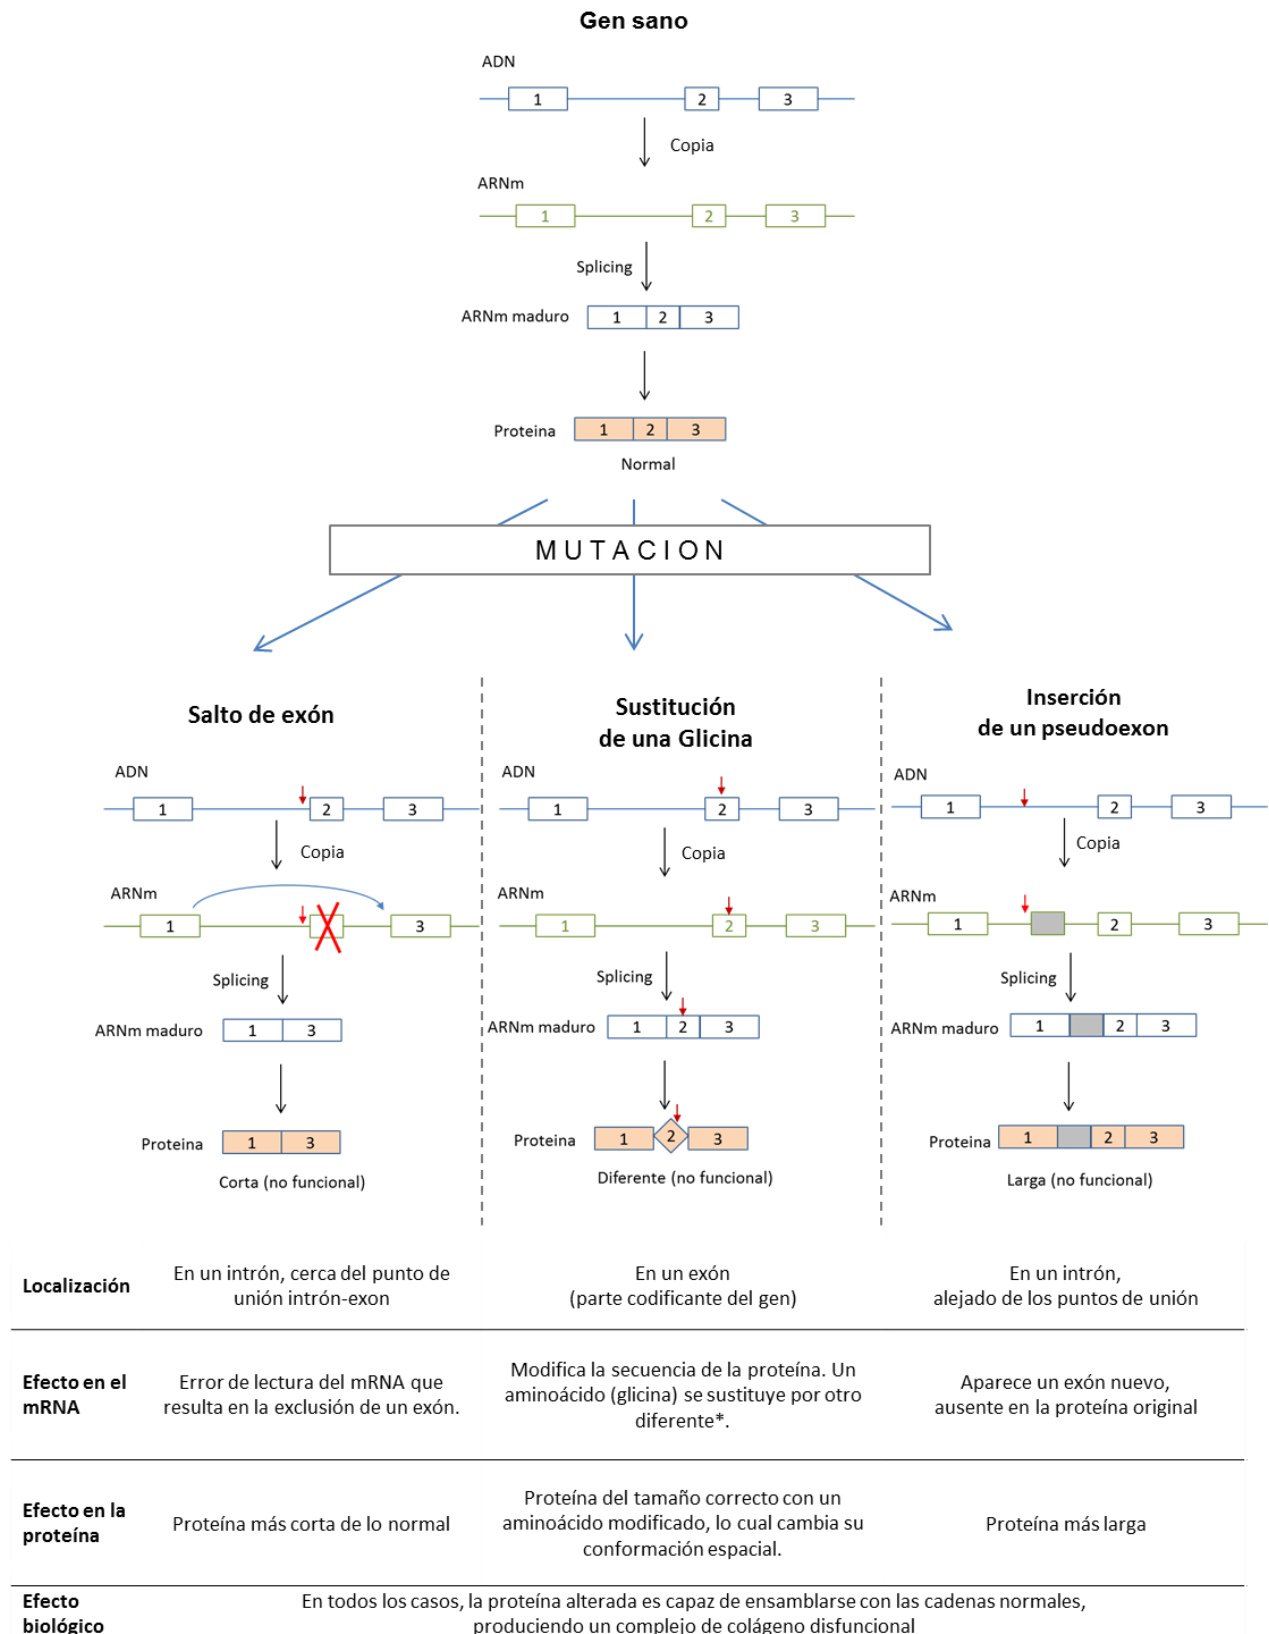 Gen sano
ADN
1 2 3
Copia
ARNm
1 2 3
Splicing
ARNm maduro 1 2 3
Proteina 1 2 3
Normal
MUTACION
Salto de exón
ADN
1 2 3
Copia
ARNm
1 3
Splicing
ARNm maduro 1 3
Proteina 1 3
Corta (no funcional)
Sustitución
de una Glicina
ADN
1 2 3
Copia
ARNm
1 2 3
Splicing
ARNm maduro 1 2 3
Proteina 1 2 3
Diferente (no funcional)
Inserción
de un pseudoexon
ADN
1 2 3
Copia
ARNm
1 2 3
Splicing
ARNm maduro 1 2 3
Proteina 1 2 3
Larga (no funcional)
Localización
En un intrón, cerca del punto de
unión intrón-exon
En un exón
(parte codificante del gen)
En un intrón,
alejado de los puntos de unión
Efecto en el
mRNA
Error de lectura del mRNA que
resulta en la exclusión de un exón.
Modifica la secuencia de la proteína. Un
aminoácido (glicina) se sustituye por otro
diferente*.
Aparece un exón nuevo,
ausente en la proteína original
Efecto en la
proteína
Proteína más corta de lo normal
Proteína del tamaño correcto con un
aminoácido modificado, lo cual cambia su
conformación espacial.
Proteína más larga
Efecto
biológico
En todos los casos, la proteína alterada es capaz de ensamblarse con las cadenas normales,
produciendo un complejo de colágeno disfuncional